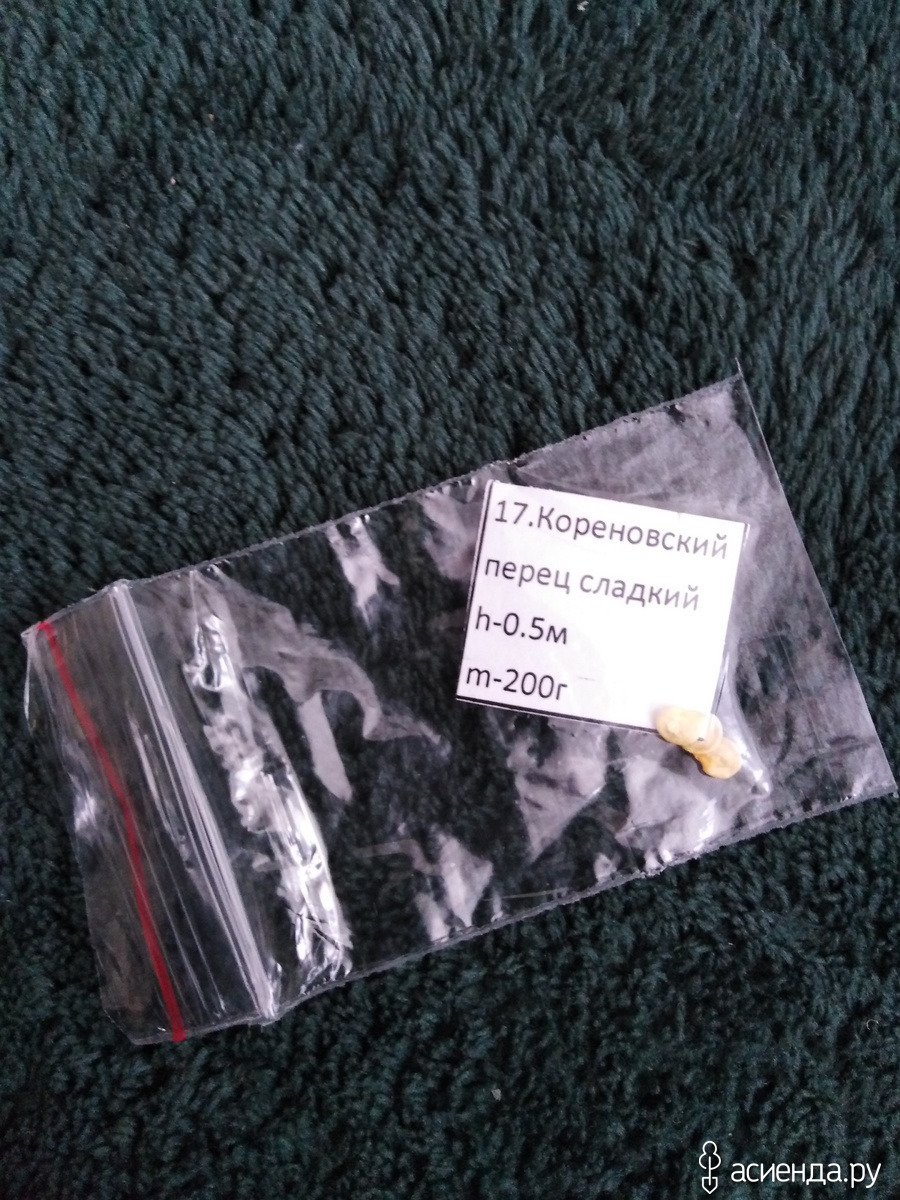 17.Кореновский
перец сладкий
h-0.5м
m-200г
асиенда.ру